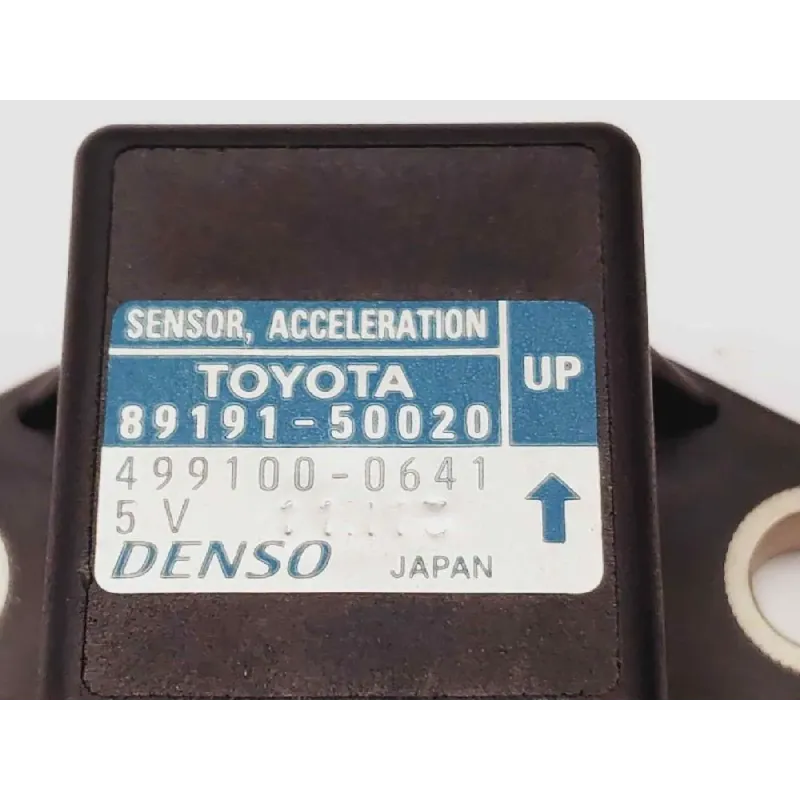 SENSOR, ACCELERATION
TOYOTA
89191-50020
UP
499100-0641
5 V
DENSO JAPAN